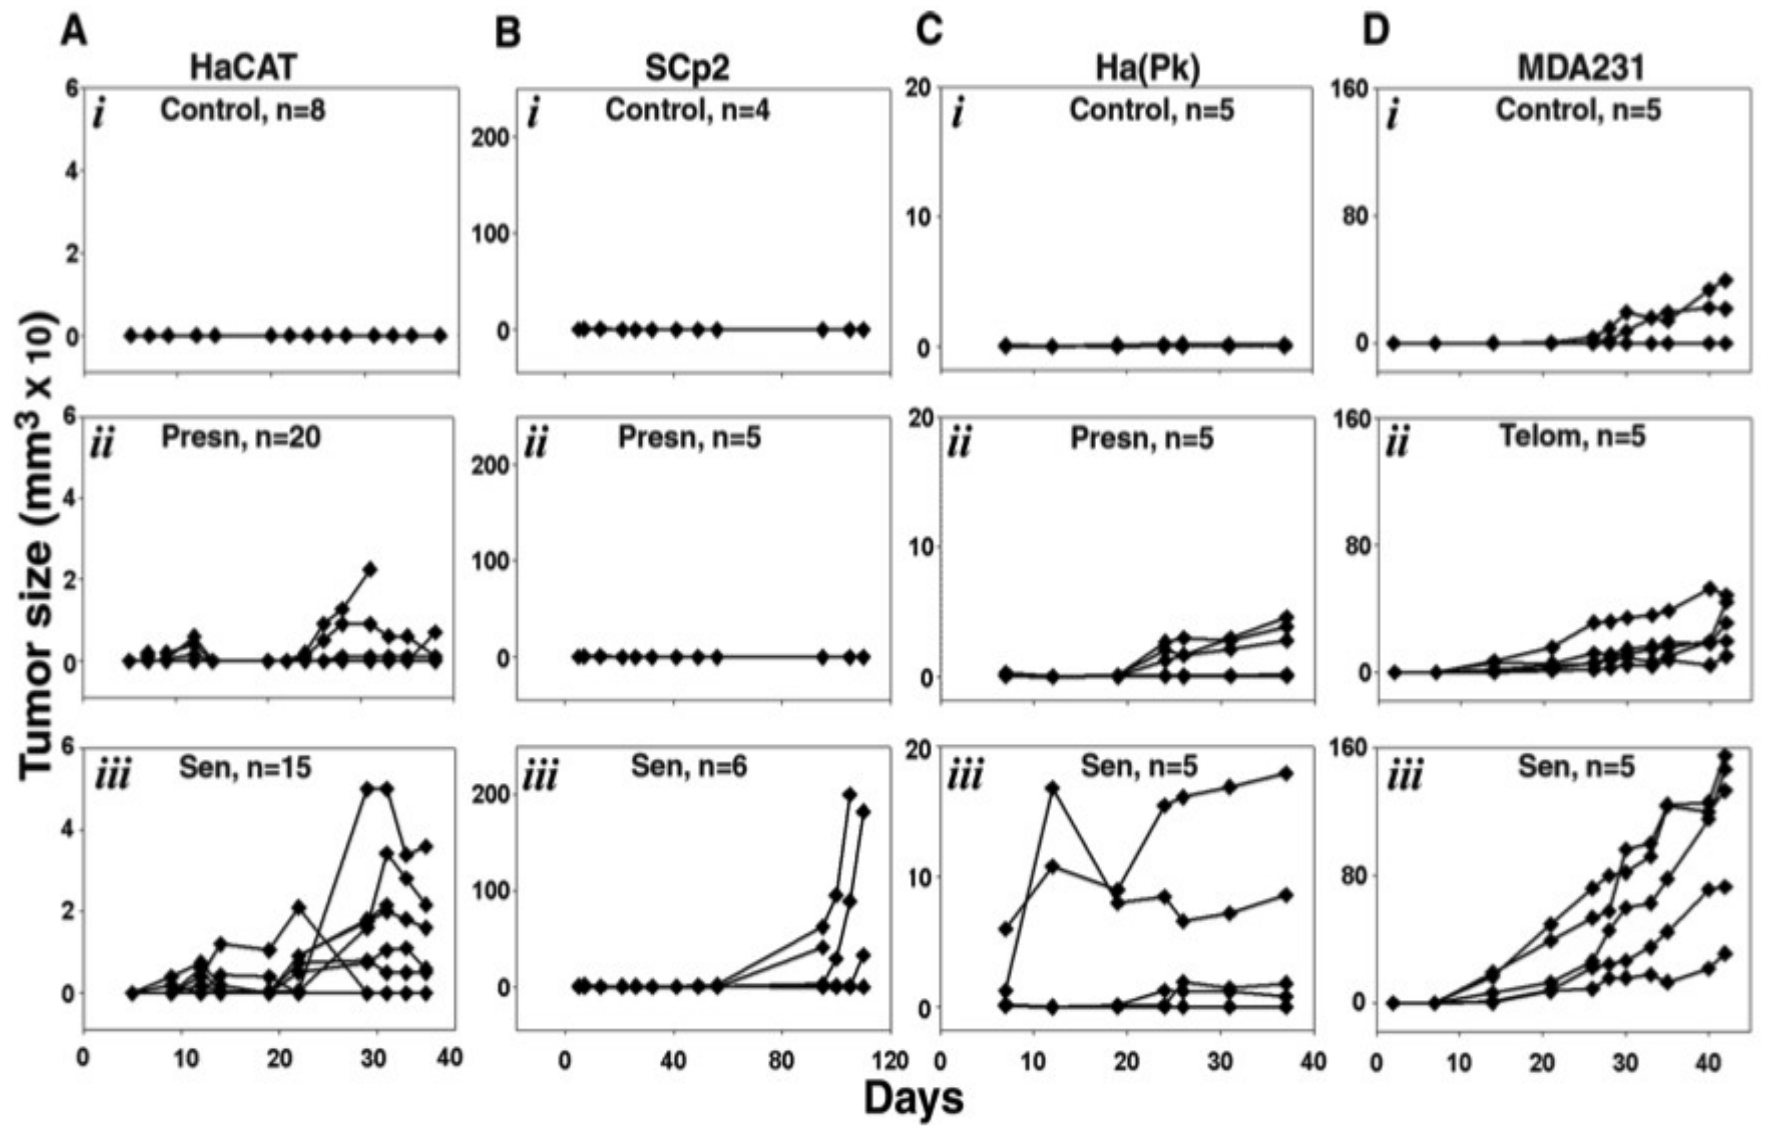 A
B
C
D
HaCAT
SCp2
Ha(Pk)
MDA231
i
Control, n=8
6
4
2
0
i
Control, n=4
200
100
0
i
Control, n=5
20
10
0
i
Control, n=5
160
80
0
ii
Presn, n=20
6
4
2
0
ii
Presn, n=5
200
100
0
ii
Presn, n=5
20
10
0
ii
Telom, n=5
160
80
0
iii
Sen, n=15
6
4
2
0
0 10 20 30 40
iii
Sen, n=6
200
100
0
0 40 80 120
iii
Sen, n=5
20
10
0
0 10 20 30 40
iii
Sen, n=5
160
80
0
0 10 20 30 40
Tumor size (mm³ x 10)
Days